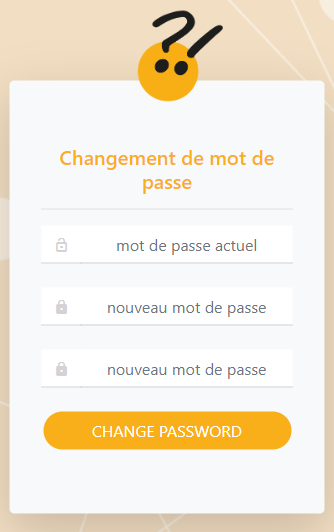 Changement de mot de
passe
mot de passe actuel
nouveau mot de passe
nouveau mot de passe
CHANGE PASSWORD